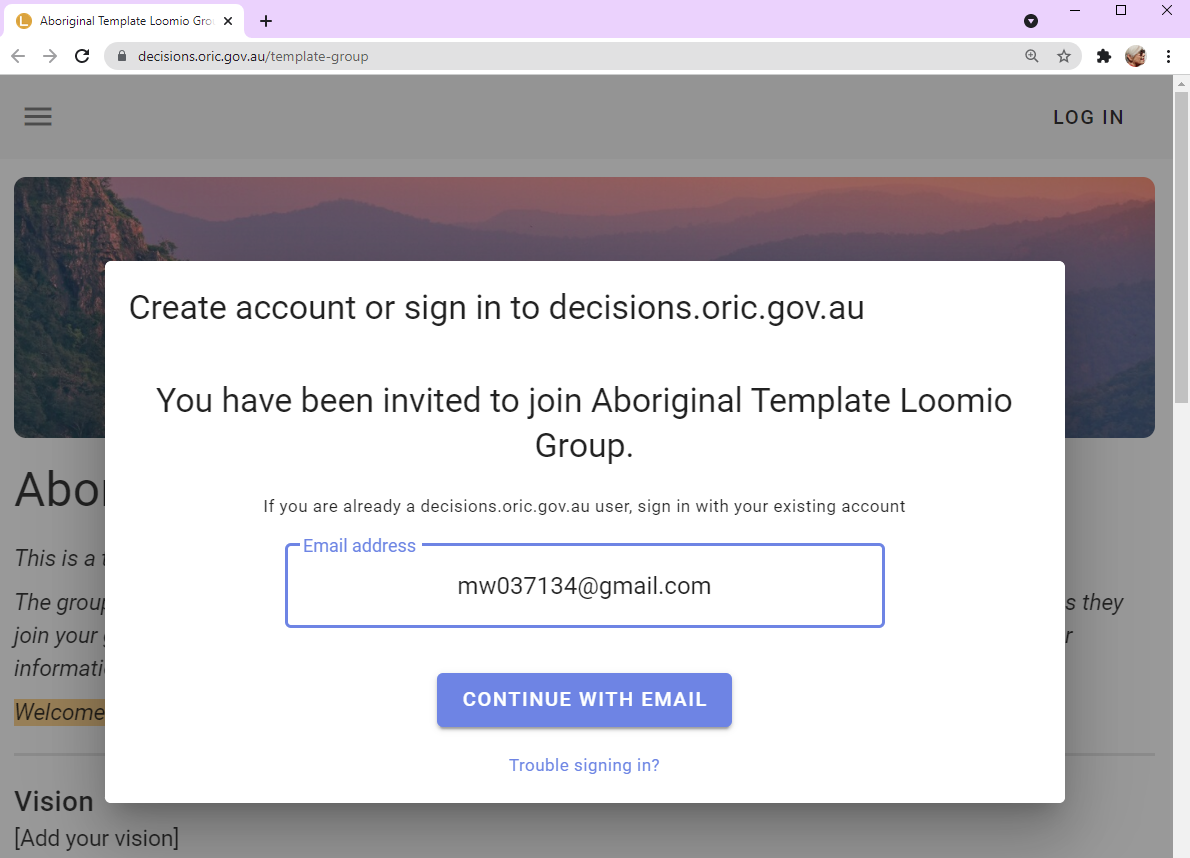 Aboriginal Template Loomio Gro
decisions.oric.gov.au/template-group
LOG IN
Create account or sign in to decisions.oric.gov.au
You have been invited to join Aboriginal Template Loomio
Group.
If you are already a decisions.oric.gov.au user, sign in with your existing account
Email address
mw037134@gmail.com
CONTINUE WITH EMAIL
Trouble signing in?
Abor
This is a t
The group
s they
join your g
r
informatio
Welcome
Vision
[Add your vision]